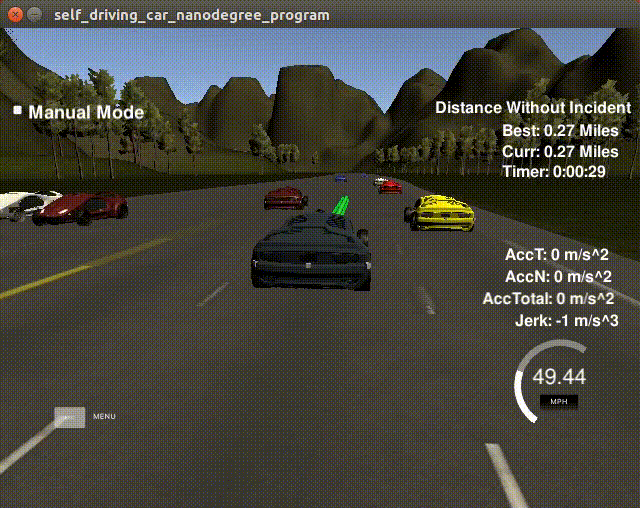 self_driving_car_nanodegree_program
Manual Mode
Distance Without Incident
Best: 0.27 Miles
Curr: 0.27 Miles
Timer: 0:00:29
AccT: 0 m/s^2
AccN: 0 m/s^2
AccTotal: 0 m/s^2
Jerk: -1 m/s^3
49.44
MPH
MENU